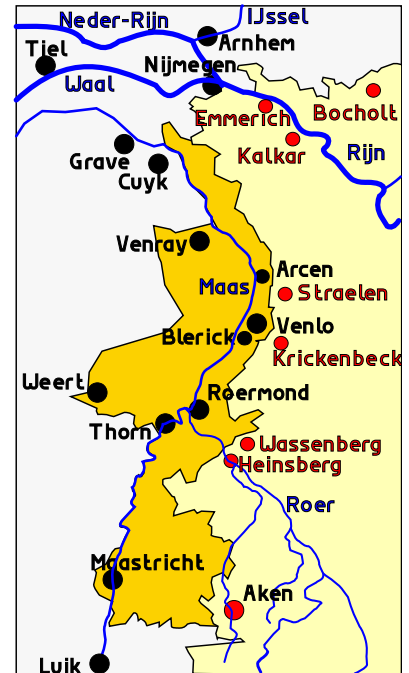 IJssel
Neder-Rijn
Arnhem
Tiel
Nijmegen
Waal
Bocholt
Emmerich
Rijn
Kalkar
Grave
Cuyk
Venray
Arcen
Maas
Straelen
Venlo
Blerick
Krickenbeck
Weert
Roermond
Thorn
Wassenberg
Heinsberg
Roer
Maastricht
Aken
Luik